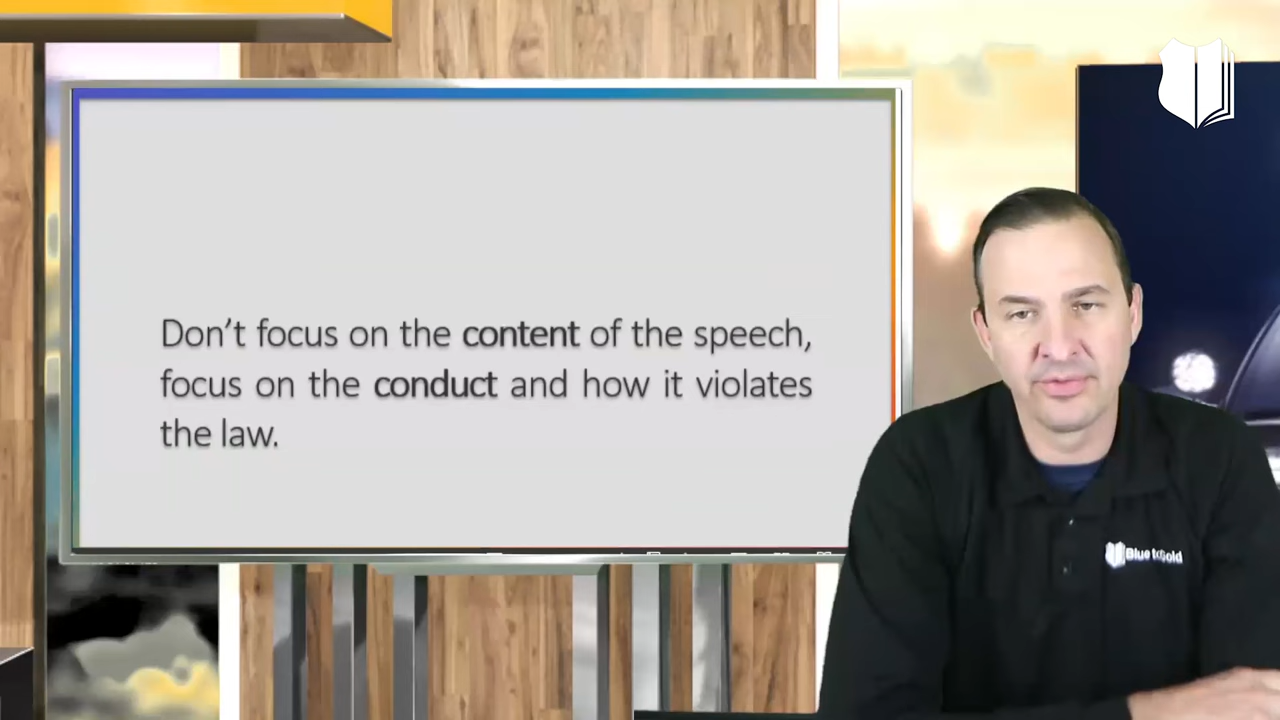 Don’t focus on the content of the speech,
focus on the conduct and how it violates
the law.
Blue to Gold